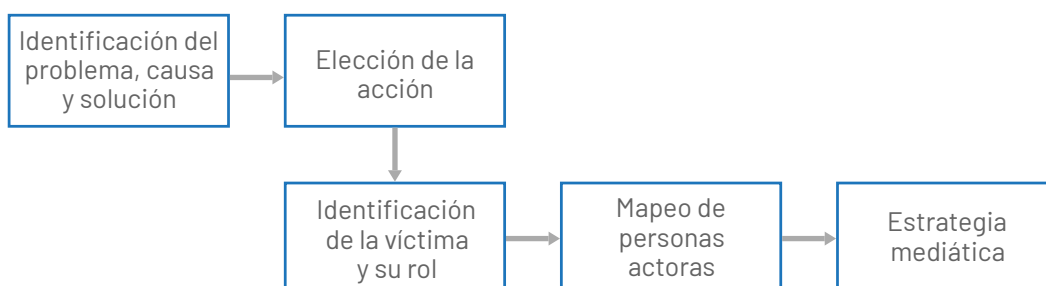 Identificación del
problema, causa
y solución
Elección de la
acción
Identificación
de la víctima
y su rol
Mapeo de
personas
actoras
Estrategia
mediática